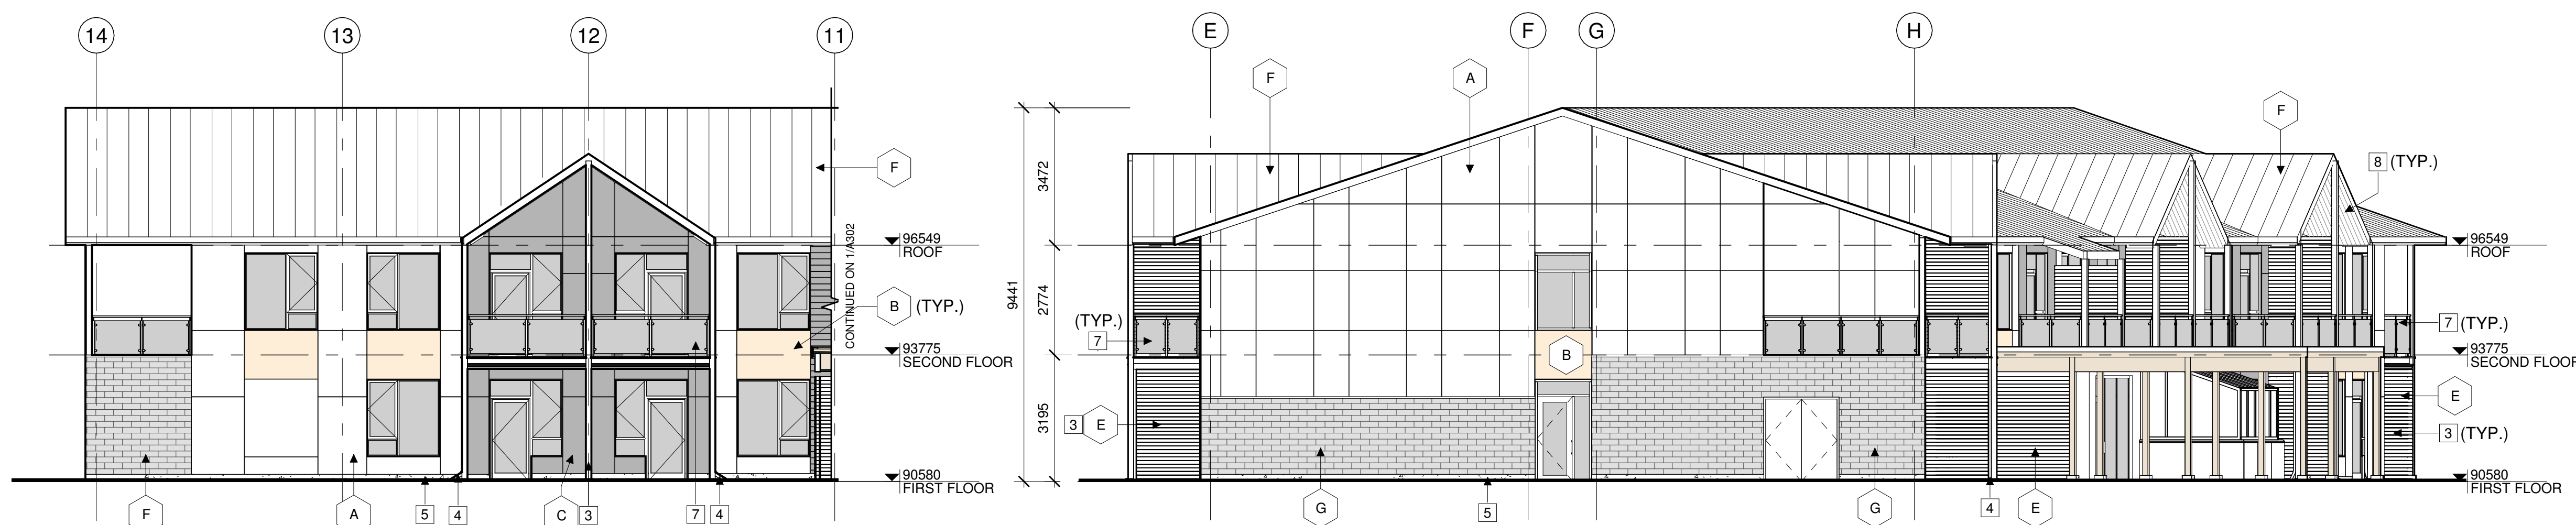 14
13
12
11
F
CONTINUED ON 1/A302
96549
ROOF
B (TYP.)
93775
SECOND FLOOR
90580
FIRST FLOOR
F
A
5
4
C
3
7
4
E
F
G
H
F
A
F
8 (TYP.)
3472
2774
9441
3195
96549
ROOF
(TYP.)
7
7 (TYP.)
B
93775
SECOND FLOOR
3
E
E
3 (TYP.)
90580
FIRST FLOOR
G
5
G
4
E